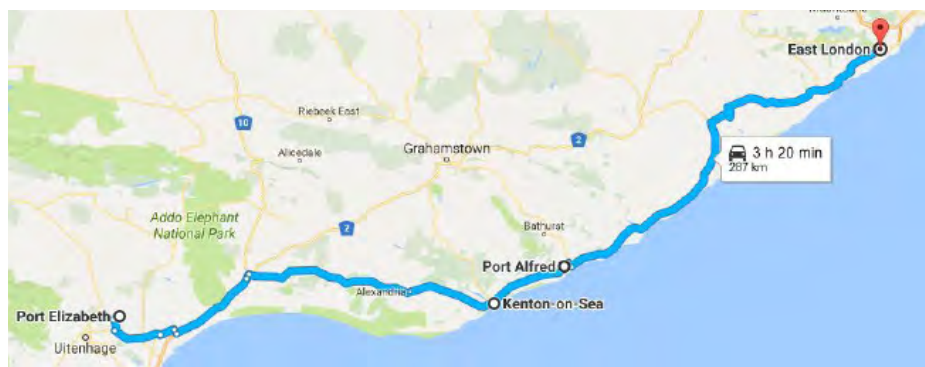 East London
Riebeek East
10
2
Alicedale
Grahamstown
3 h 20 min
287 km
Addo Elephant
National Park
2
Bathurst
Port Alfred
Alexandria
Kenton-on-Sea
Port Elizabeth
Uitenhage